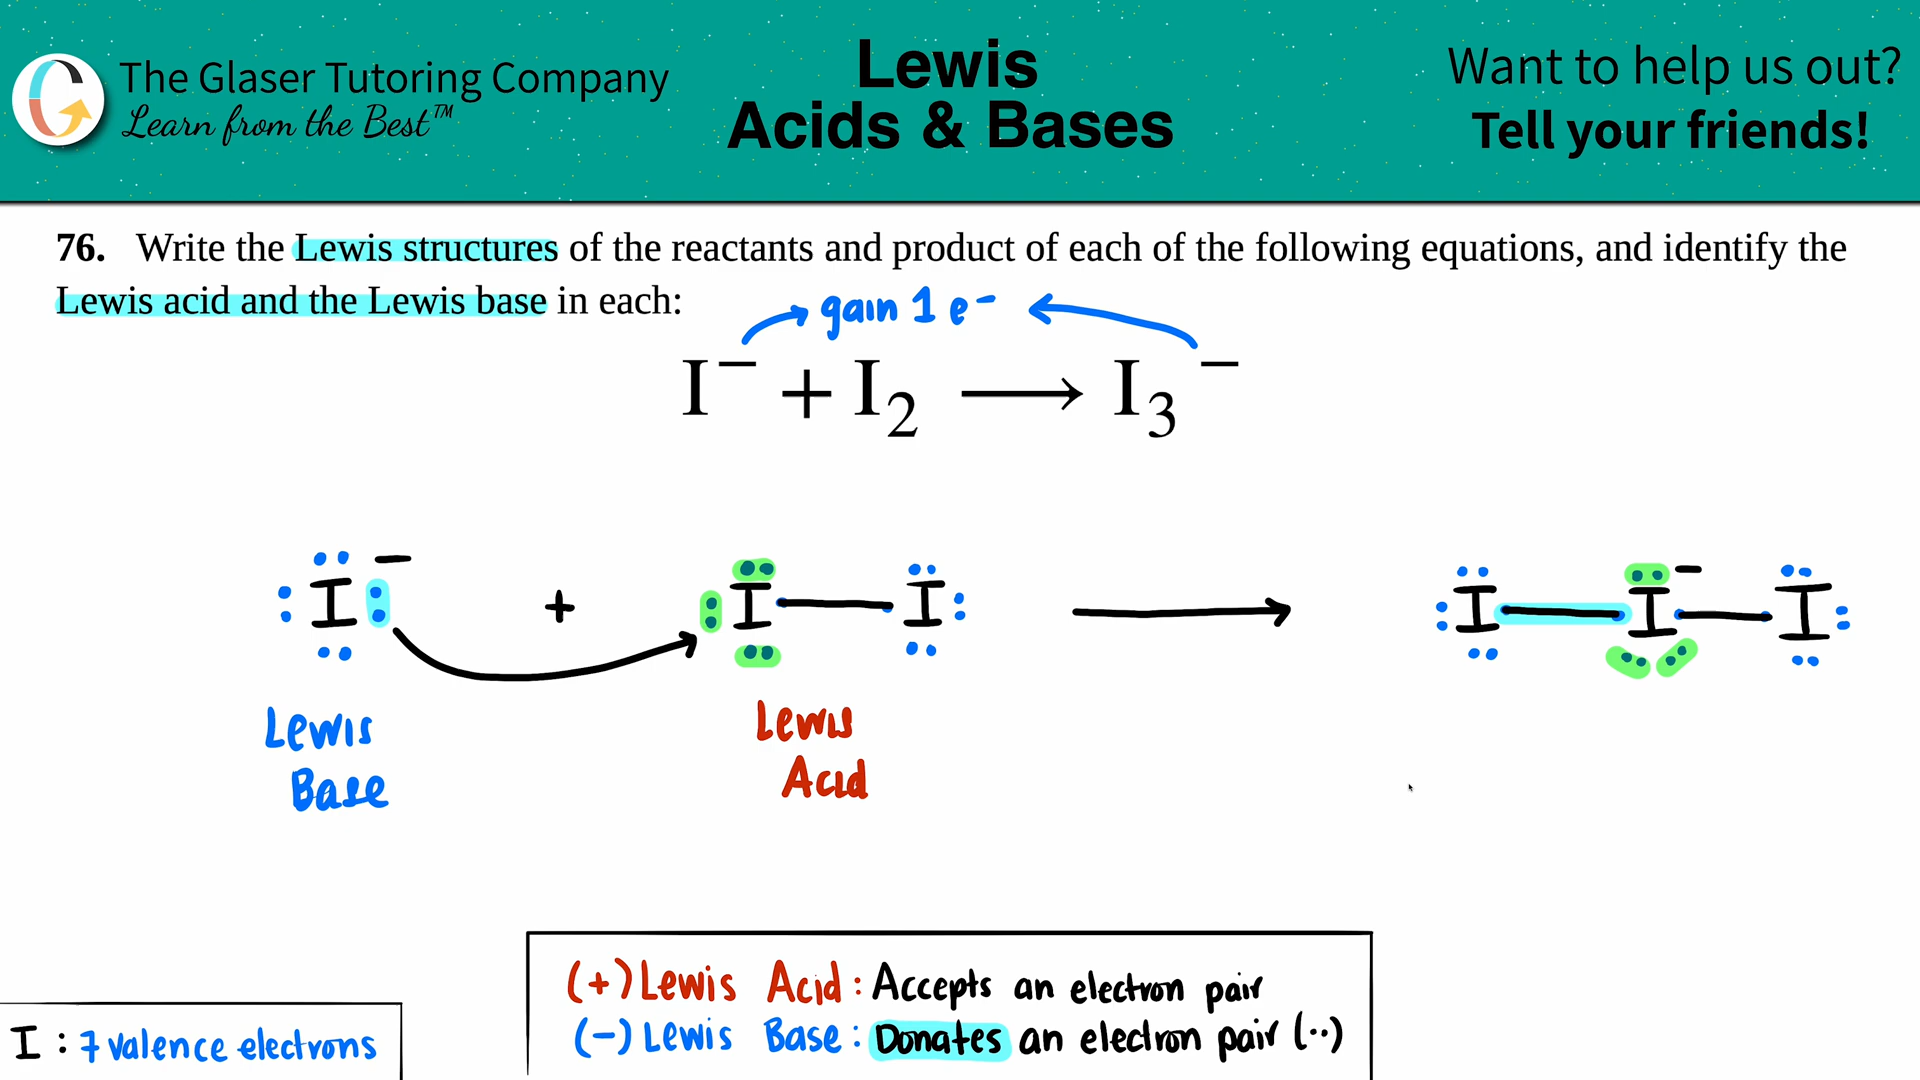 The Glaser Tutoring Company
Learn from the Best™
Lewis
Acids & Bases
Want to help us out?
Tell your friends!
76. Write the Lewis structures of the reactants and product of each of the following equations, and identify the
Lewis acid and the Lewis base in each:
gain 1 e⁻
I⁻ + I₂ ⟶ I₃⁻
I⁻ + I — I ⟶ I — I⁻ — I
Lewis
Base
Lewis
Acid
(+) Lewis Acid: Accepts an electron pair
(−) Lewis Base: Donates an electron pair (··)
I : 7 valence electrons